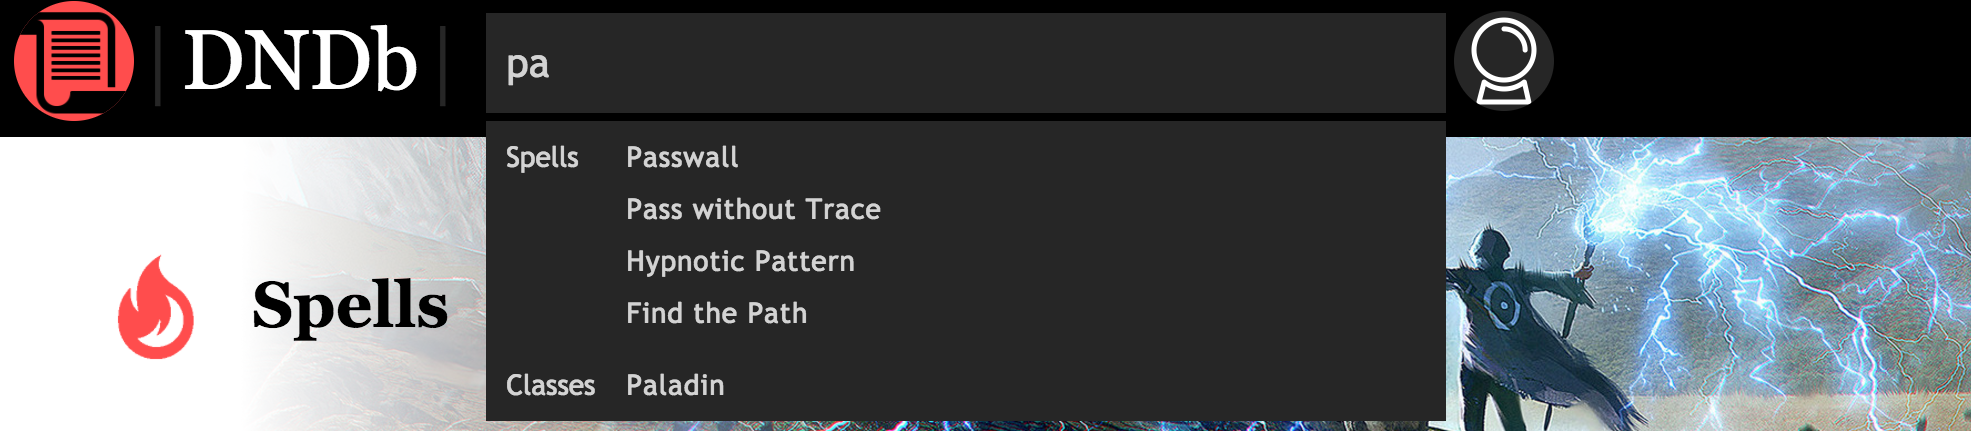 DNDb
pa
Spells Passwall
Pass without Trace
Hypnotic Pattern
Find the Path
Classes Paladin
Spells